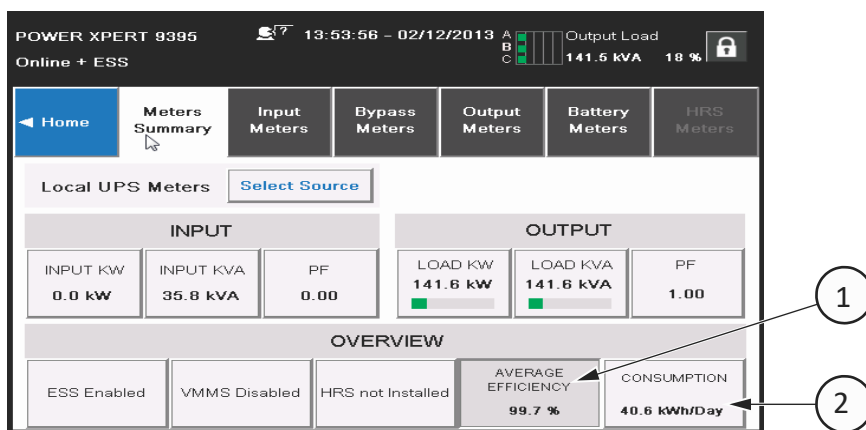 POWER XPERT 9395
13:53:56 - 02/12/2013
A
B
C
Output Load
Online + ESS
141.5 kVA 18 %
Home
Meters Summary
Input Meters
Bypass Meters
Output Meters
Battery Meters
HRS Meters
Local UPS Meters
Select Source
INPUT
OUTPUT
INPUT KW
0.0 kW
INPUT KVA
35.8 kVA
PF
0.00
LOAD KW
141.6 kW
LOAD KVA
141.6 kVA
PF
1.00
OVERVIEW
ESS Enabled
VMMS Disabled
HRS not Installed
AVERAGE EFFICIENCY
99.7 %
CONSUMPTION
40.6 kWh/Day
1
2